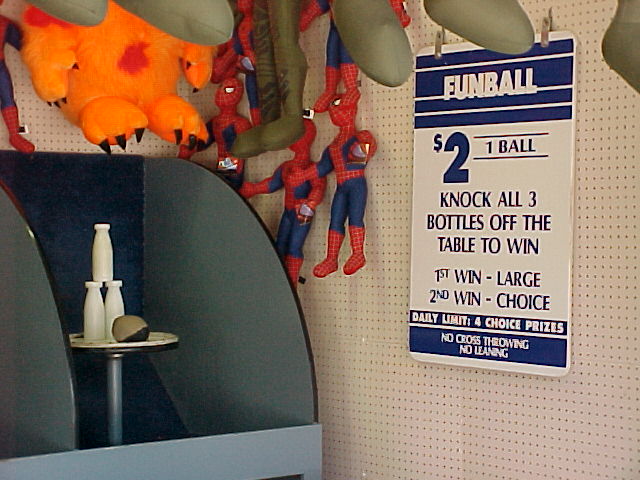 FUNBALL
$2 1 BALL
KNOCK ALL 3
BOTTLES OFF THE
TABLE TO WIN
1ST WIN - LARGE
2ND WIN - CHOICE
DAILY LIMIT: 4 CHOICE PRIZES
NO CROSS THROWING
NO LEANING